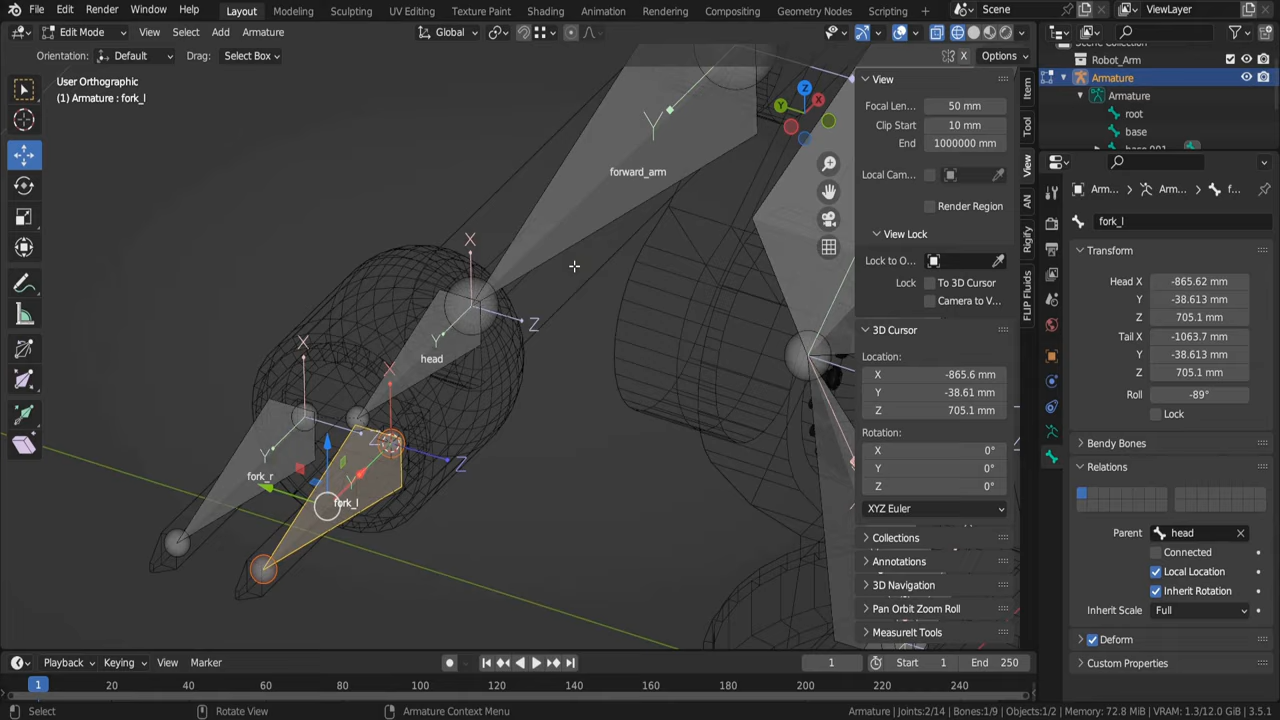 File Edit Render Window Help Layout Modeling Sculpting UV Editing Texture Paint Shading Animation Rendering Compositing Geometry Nodes Scripting Scene ViewLayer
Edit Mode View Select Add Armature Global
Orientation: Default Drag: Select Box X Options
User Orthographic
(1) Armature : fork_l
forward_arm
Y
X
Z
Y
head
X
X
Z
Z
Y
Y
fork_r
fork_l
Z
X
Y
View
Focal Len... 50 mm
Clip Start 10 mm
End 1000000 mm
Local Cam...
Render Region
View Lock
Lock to O...
Lock To 3D Cursor
Camera to V...
3D Cursor
Location:
X -865.6 mm
Y -38.61 mm
Z 705.1 mm
Rotation:
X 0°
Y 0°
Z 0°
XYZ Euler
Collections
Annotations
3D Navigation
Pan Orbit Zoom Roll
MeasureIt Tools
Item
Tool
View
AN
Rigify
FLIP Fluids
Robot_Arm
Armature
Armature
root
base
Arm... Arm... f...
fork_l
Transform
Head X -865.62 mm
Y -38.613 mm
Z 705.1 mm
Tail X -1063.7 mm
Y -38.613 mm
Z 705.1 mm
Roll -89°
Lock
Bendy Bones
Relations
Parent head
Connected
Local Location
Inherit Rotation
Inherit Scale Full
Deform
Custom Properties
Playback Keying View Marker 1 Start 1 End 250
1 20 40 60 80 100 120 140 160 180 200 220 240
Select Rotate View Armature Context Menu Armature | Joints:2/14 | Bones:1/9 | Objects:1/2 | Memory: 72.8 MiB | VRAM: 1.3/12.0 GiB | 3.5.1